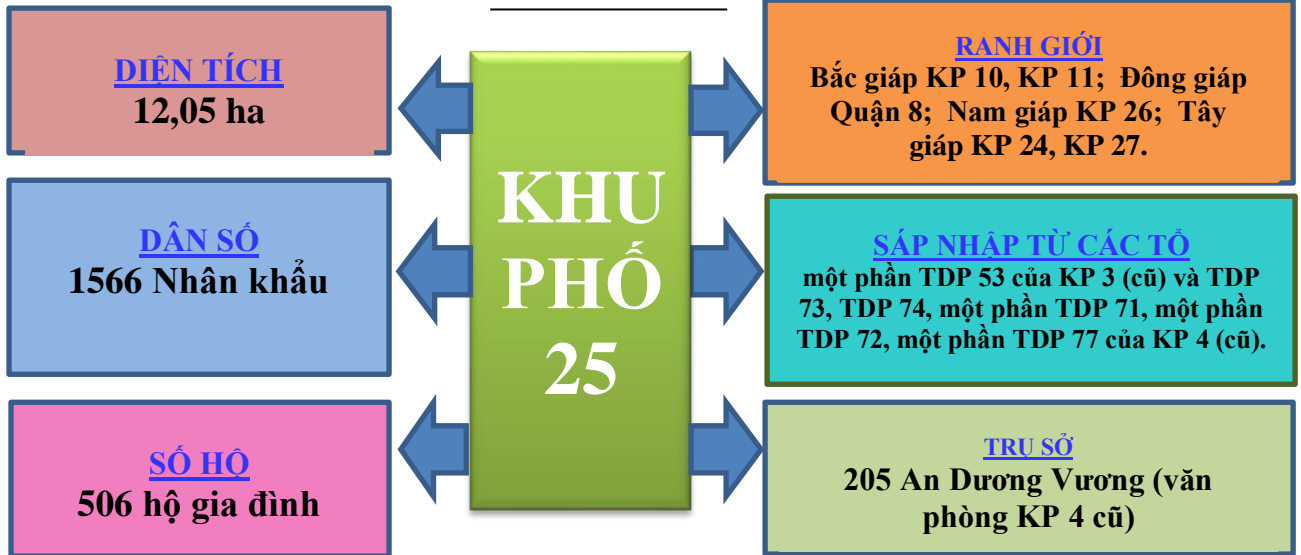 DIỆN TÍCH
12,05 ha
DÂN SỐ
1566 Nhân khẩu
SỐ HỘ
506 hộ gia đình
KHU
PHỐ
25
RANH GIỚI
Bắc giáp KP 10, KP 11; Đông giáp
Quận 8; Nam giáp KP 26; Tây
giáp KP 24, KP 27.
SÁP NHẬP TỪ CÁC TỔ
một phần TDP 53 của KP 3 (cũ) và TDP
73, TDP 74, một phần TDP 71, một phần
TDP 72, một phần TDP 77 của KP 4 (cũ).
TRỤ SỞ
205 An Dương Vương (văn
phòng KP 4 cũ)